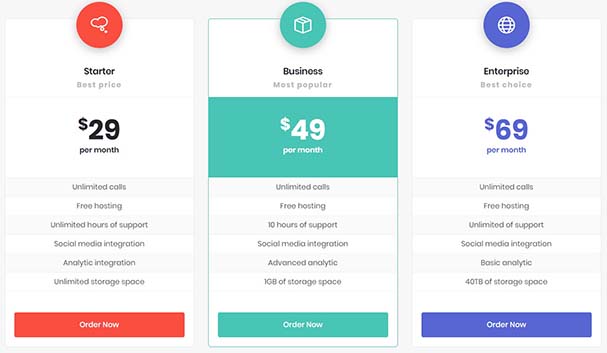 Starter
Best price
$29
per month
Unlimited calls
Free hosting
Unlimited hours of support
Social media integration
Analytic integration
Unlimited storage space
Order Now
Business
Most popular
$49
per month
Unlimited calls
Free hosting
10 hours of support
Social media integration
Advanced analytic
1GB of storage space
Order Now
Enterprise
Best choice
$69
per month
Unlimited calls
Free hosting
Unlimited of support
Social media integration
Basic analytic
40TB of storage space
Order Now